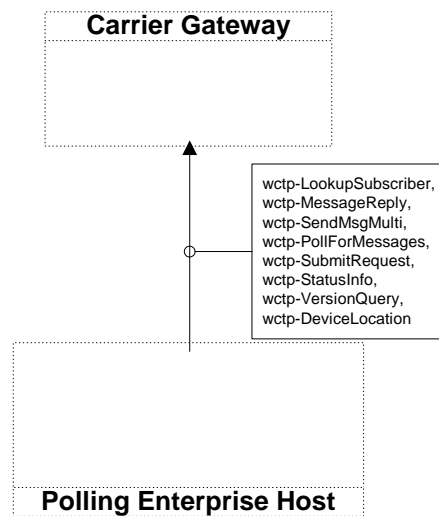 Carrier Gateway
wctp-LookupSubscriber,
wctp-MessageReply,
wctp-SendMsgMulti,
wctp-PollForMessages,
wctp-SubmitRequest,
wctp-StatusInfo,
wctp-VersionQuery,
wctp-DeviceLocation
Polling Enterprise Host